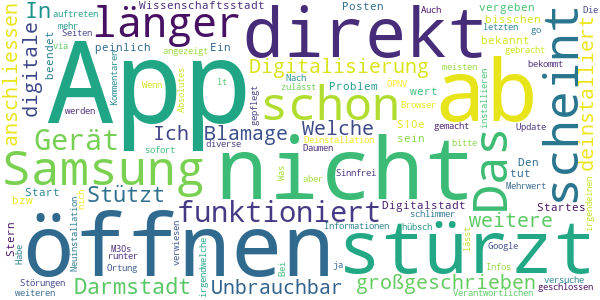 In
auftreten
mehr
Seiten
länger
Wissenschaftsstadt
peinlich
Ein
Posten
direkt
Auch
vergeben
bisschen
letzten
go
bekannt
gebracht
Die
anschliessen
digitale
beendet
via
werden
App
Kommentaren
angezeigt
Digitalisierung
Wenn
Absolutes
lt
gepflegt
Nach
zulässt
Problem
ÖPNV
wert
meisten
Browser
ab
bekommt
installieren
scheint
deinstalliert
schon
Gerät
Ich
Blamage
Welche
S10e
sein
gemacht
Update
Deinstallation
sofort
diverse
Daumen
bitte
Samsung
nicht
Was
aber
Sinnfrei
Das
Den
tut
Mehrwert
irgendeinen
bzw
Start
Stützt
funktioniert
Digitalstadt
schlimmer
weitere
Startes
Stern
Habe
öffnen
Neuinstallation
mich
Informationen
hübsch
stürzt
Google
M30s
runter
Ortung
verwiesen
irgendwelche
Bei
ja
lässt
Infos
versuche
geschlossen
Störungen
weiteren
Darmstadt
Unbrauchbar
großgeschrieben
Verantwortlichen